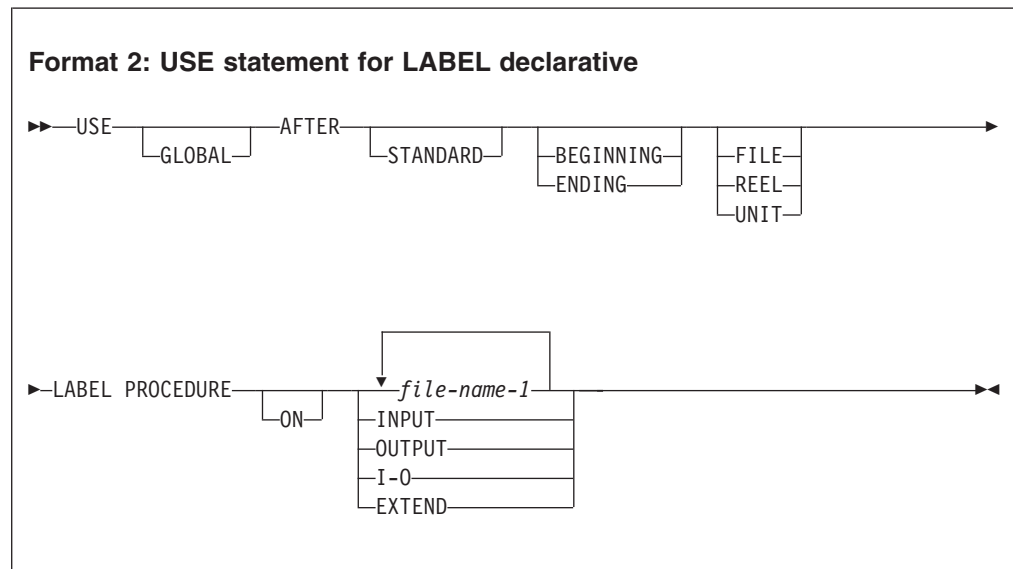 Format 2: USE statement for LABEL declarative
USE AFTER
GLOBAL STANDARD BEGINNING FILE
ENDING REEL
UNIT
LABEL PROCEDURE file-name-1
ON INPUT
OUTPUT
I-O
EXTEND